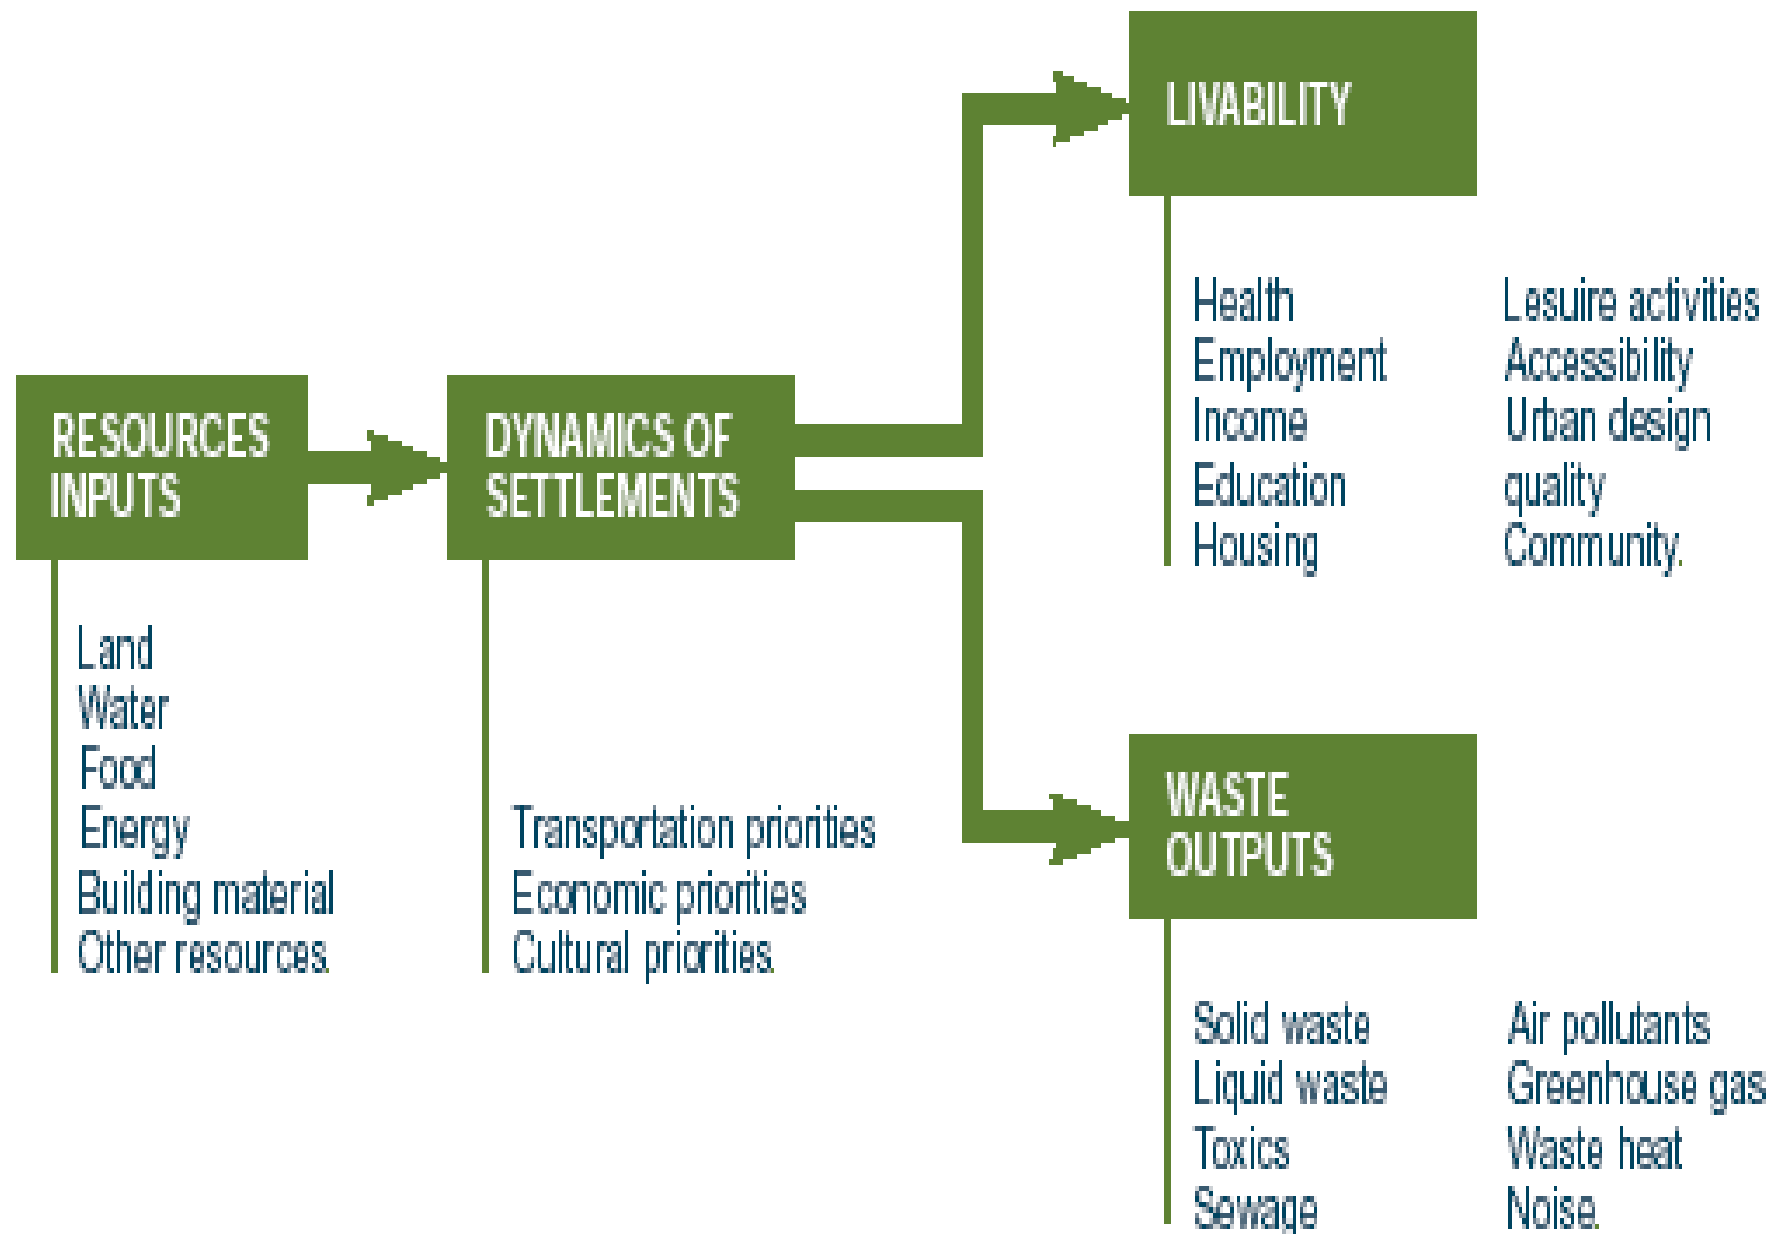 LIVABILITY
Health
Employment
Income
Education
Housing
Lesuire activities
Accessibility
Urban design
quality
Community.
RESOURCES
INPUTS
Land
Water
Food
Energy
Building material
Other resources.
DYNAMICS OF
SETTLEMENTS
Transportation priorities
Economic priorities
Cultural priorities.
WASTE
OUTPUTS
Solid waste
Liquid waste
Toxics
Sewage
Air pollutants
Greenhouse gas
Waste heat
Noise.